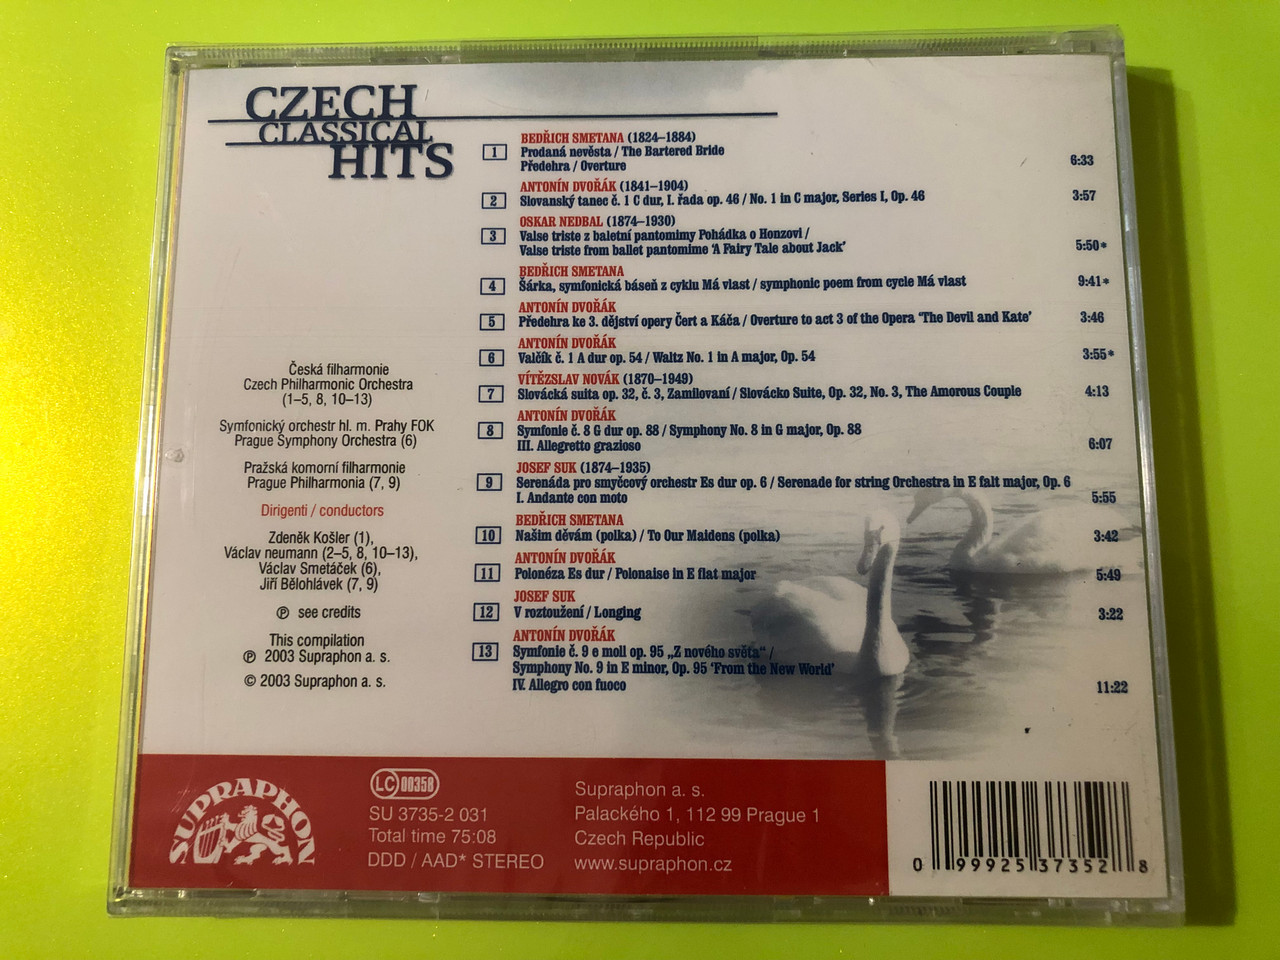 CZECH
CLASSICAL
HITS
1 BEDŘICH SMETANA (1824–1884)
Prodaná nevěsta / The Bartered Bride
Předehra / Overture 6:33
2 ANTONÍN DVOŘÁK (1841–1904)
Slovanský tanec č. 1 C dur, I. řada op. 46 / No. 1 in C major, Series I, Op. 46 3:57
3 OSKAR NEDBAL (1874–1930)
Valse triste z baletní pantomimy Pohádka o Honzovi /
Valse triste from ballet pantomime ‘A Fairy Tale about Jack’ 5:50*
4 BEDŘICH SMETANA
Šárka, symfonická báseň z cyklu Má vlast / symphonic poem from cycle Má vlast 9:41*
5 ANTONÍN DVOŘÁK
Předehra ke 3. dějství opery Čert a Káča / Overture to act 3 of the Opera ‘The Devil and Kate’ 3:46
6 ANTONÍN DVOŘÁK
Valčík č. 1 A dur op. 54 / Waltz No. 1 in A major, Op. 54 3:55*
7 VÍTĚZSLAV NOVÁK (1870–1949)
Slovácká suita op. 32, č. 3, Zamilovaní / Slovácko Suite, Op. 32, No. 3, The Amorous Couple 4:13
8 ANTONÍN DVOŘÁK
Symfonie č. 8 G dur op. 88 / Symphony No. 8 in G major, Op. 88
III. Allegretto grazioso 6:07
9 JOSEF SUK (1874–1935)
Serenáda pro smyčcový orchestr Es dur op. 6 / Serenade for string Orchestra in E falt major, Op. 6
I. Andante con moto 5:55
10 BEDŘICH SMETANA
Našim děvám (polka) / To Our Maidens (polka) 3:42
11 ANTONÍN DVOŘÁK
Polonéza Es dur / Polonaise in E flat major 5:49
12 JOSEF SUK
V roztoužení / Longing 3:22
13 ANTONÍN DVOŘÁK
Symfonie č. 9 e moll op. 95 „Z nového světa“ /
Symphony No. 9 in E minor, Op. 95 ‘From the New World’
IV. Allegro con fuoco 11:22
Česká filharmonie
Czech Philharmonic Orchestra
(1–5, 8, 10–13)
Symfonický orchestr hl. m. Prahy FOK
Prague Symphony Orchestra (6)
Pražská komorní filharmonie
Prague Philharmonia (7, 9)
Dirigenti / conductors
Zdeněk Košler (1),
Václav neumann (2–5, 8, 10–13),
Václav Smetáček (6),
Jiří Bělohlávek (7, 9)
℗ see credits
This compilation
℗ 2003 Supraphon a. s.
© 2003 Supraphon a. s.
SUPRAPHON
LC 00358
SU 3735-2 031
Total time 75:08
DDD / AAD* STEREO
Supraphon a. s.
Palackého 1, 112 99 Prague 1
Czech Republic
www.supraphon.cz
0 99925 37352 8